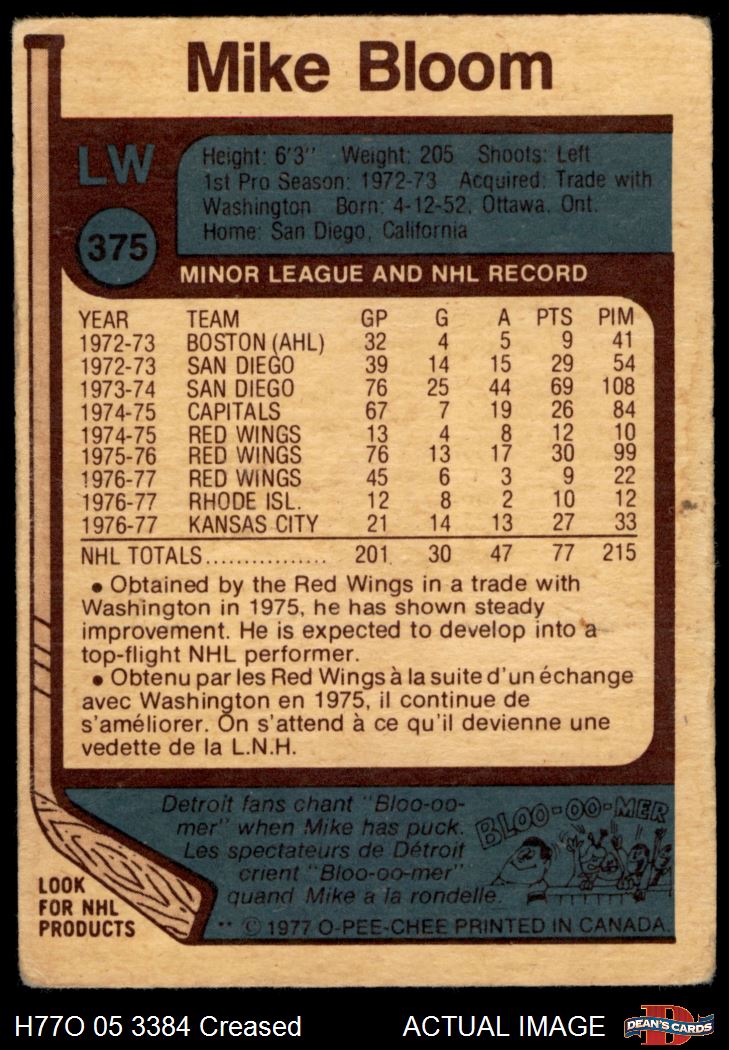 Mike Bloom
LW
375
Height: 6'3" Weight: 205 Shoots: Left
1st Pro Season: 1972-73 Acquired: Trade with
Washington Born: 4-12-52, Ottawa, Ont.
Home: San Diego, California
MINOR LEAGUE AND NHL RECORD
YEAR TEAM GP G A PTS PIM
1972-73 BOSTON (AHL) 32 4 5 9 41
1972-73 SAN DIEGO 39 14 15 29 54
1973-74 SAN DIEGO 76 25 44 69 108
1974-75 CAPITALS 67 7 19 26 84
1974-75 RED WINGS 13 4 8 12 10
1975-76 RED WINGS 76 13 17 30 99
1976-77 RED WINGS 45 6 3 9 22
1976-77 RHODE ISL. 12 8 2 10 12
1976-77 KANSAS CITY 21 14 13 27 33
NHL TOTALS................ 201 30 47 77 215
• Obtained by the Red Wings in a trade with
Washington in 1975, he has shown steady
improvement. He is expected to develop into a
top-flight NHL performer.
• Obtenu par les Red Wings à la suite d'un échange
avec Washington en 1975, il continue de
s'améliorer. On s'attend à ce qu'il devienne une
vedette de la L.N.H.
Detroit fans chant "Bloo-oo-
mer" when Mike has puck.
Les spectateurs de Détroit
crient "Bloo-oo-mer"
quand Mike a la rondelle.
BLOO-OO-MER
LOOK
FOR NHL
PRODUCTS
** © 1977 O-PEE-CHEE PRINTED IN CANADA.
H77O 05 3384 Creased ACTUAL IMAGE
D
DEAN'S CARDS